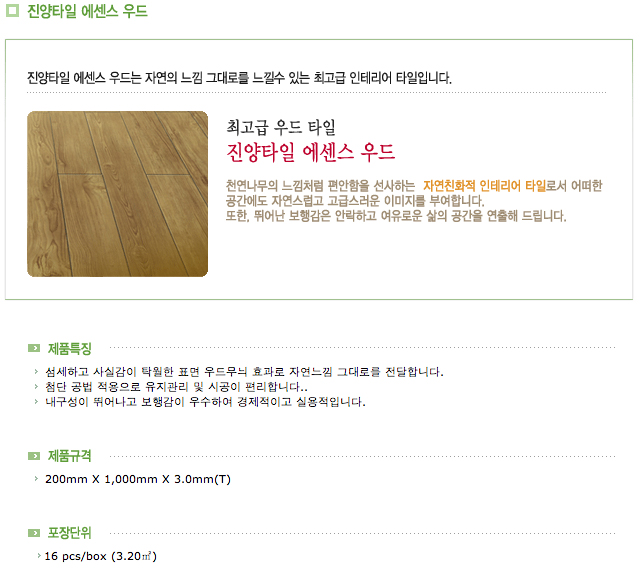 진양타일 에센스 우드
진양타일 에센스 우드는 자연의 느낌 그대로를 느낄수 있는 최고급 인테리어 타일입니다.
최고급 우드 타일
진양타일 에센스 우드
천연나무의 느낌처럼 편안함을 선사하는 자연친화적 인테리어 타일로서 어떠한
공간에도 자연스럽고 고급스러운 이미지를 부여합니다.
또한, 뛰어난 보행감은 안락하고 여유로운 삶의 공간을 연출해 드립니다.
제품특징
섬세하고 사실감이 탁월한 표면 우드무늬 효과로 자연느낌 그대로를 전달합니다.
첨단 공법 적용으로 유지관리 및 시공이 편리합니다..
내구성이 뛰어나고 보행감이 우수하여 경제적이고 실용적입니다.
제품규격
200mm X 1,000mm X 3.0mm(T)
포장단위
16 pcs/box (3.20㎡)